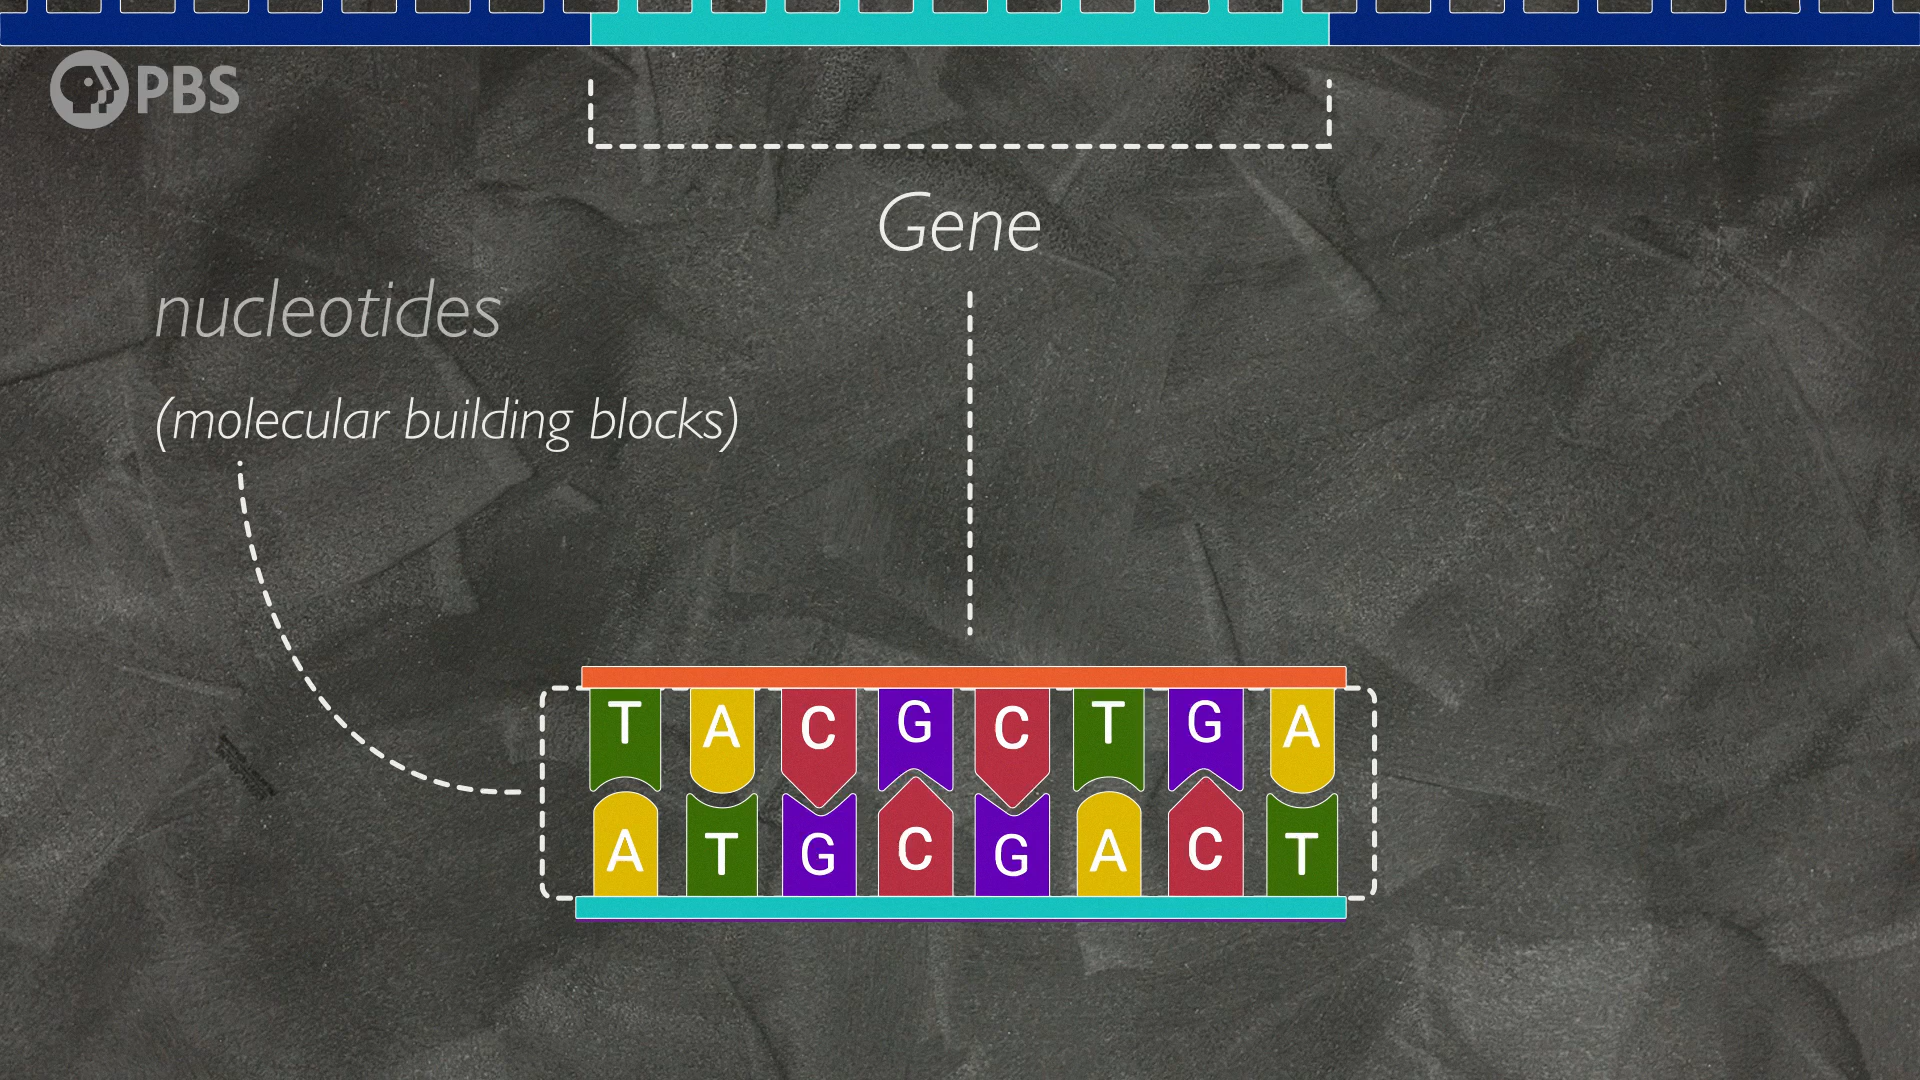 PBS
Gene
nucleotides
(molecular building blocks)
T A C G C T G A
A T G C G A C T